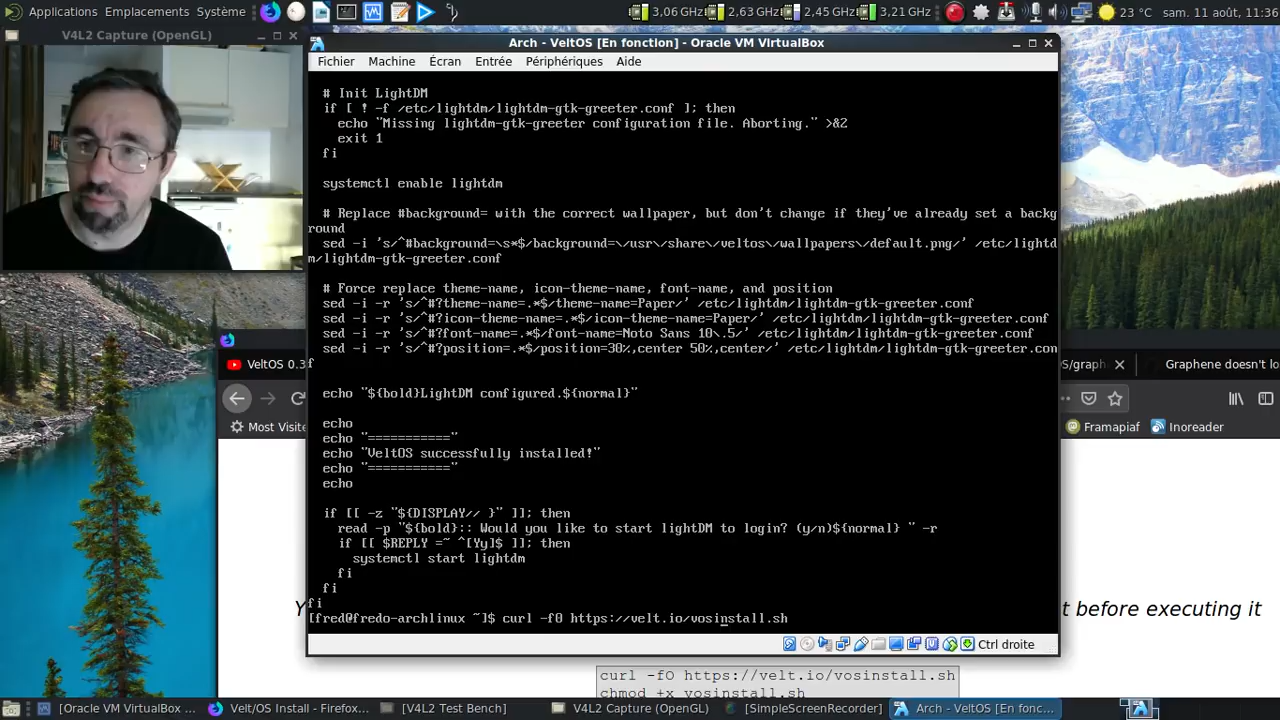 Applications Emplacements Système
3,06 GHz 2,63 GHz 2,45 GHz 3,21 GHz 23 °C sam. 11 août, 11:36
V4L2 Capture (OpenGL)
Arch - VeltOS [En fonction] - Oracle VM VirtualBox
Fichier Machine Écran Entrée Périphériques Aide
# Init LightDM
if [ ! -f /etc/lightdm/lightdm-gtk-greeter.conf ]; then
echo "Missing lightdm-gtk-greeter configuration file. Aborting." >&2
exit 1
fi
systemctl enable lightdm
# Replace #background= with the correct wallpaper, but don't change if they've already set a backg
round
sed -i 's/^#background=\s*$/background=\/usr\/share\/veltos\/wallpapers\/default.png/' /etc/lightd
m/lightdm-gtk-greeter.conf
# Force replace theme-name, icon-theme-name, font-name, and position
sed -i -r 's/^#?theme-name=.*$/theme-name=Paper/' /etc/lightdm/lightdm-gtk-greeter.conf
sed -i -r 's/^#?icon-theme-name=.*$/icon-theme-name=Paper/' /etc/lightdm/lightdm-gtk-greeter.conf
sed -i -r 's/^#?font-name=.*$/font-name=Noto Sans 10\.5/' /etc/lightdm/lightdm-gtk-greeter.conf
sed -i -r 's/^#?position=.*$/position=30%,center 50%,center/' /etc/lightdm/lightdm-gtk-greeter.con
f
echo "${bold}LightDM configured.${normal}"
echo
echo "==========="
echo "VeltOS successfully installed!"
echo "==========="
echo
if [[ -z "${DISPLAY// }" ]]; then
read -p "${bold}:: Would you like to start lightDM to login? (y/n)${normal} " -r
if [[ $REPLY =~ ^[Yy]$ ]]; then
systemctl start lightdm
fi
fi
fi
[fred@fredo-archlinux ~]$ curl -fO https://velt.io/vosinstall.sh
Ctrl droite
VeltOS 0.3
OS/graphe
Graphene doesn't lo
Most Visite
Framapiaf
Inoreader
t before executing it
curl -fO https://velt.io/vosinstall.sh
chmod +x vosinstall.sh
[Oracle VM VirtualBox ... Velt/OS Install - Firefox... [V4L2 Test Bench] V4L2 Capture (OpenGL) [SimpleScreenRecorder] Arch - VeltOS [En fonc...